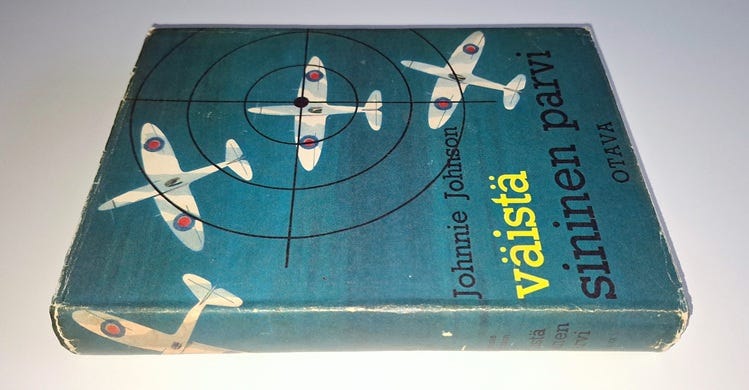 Johnnie Johnson
väistä
sininen parvi
OTAVA